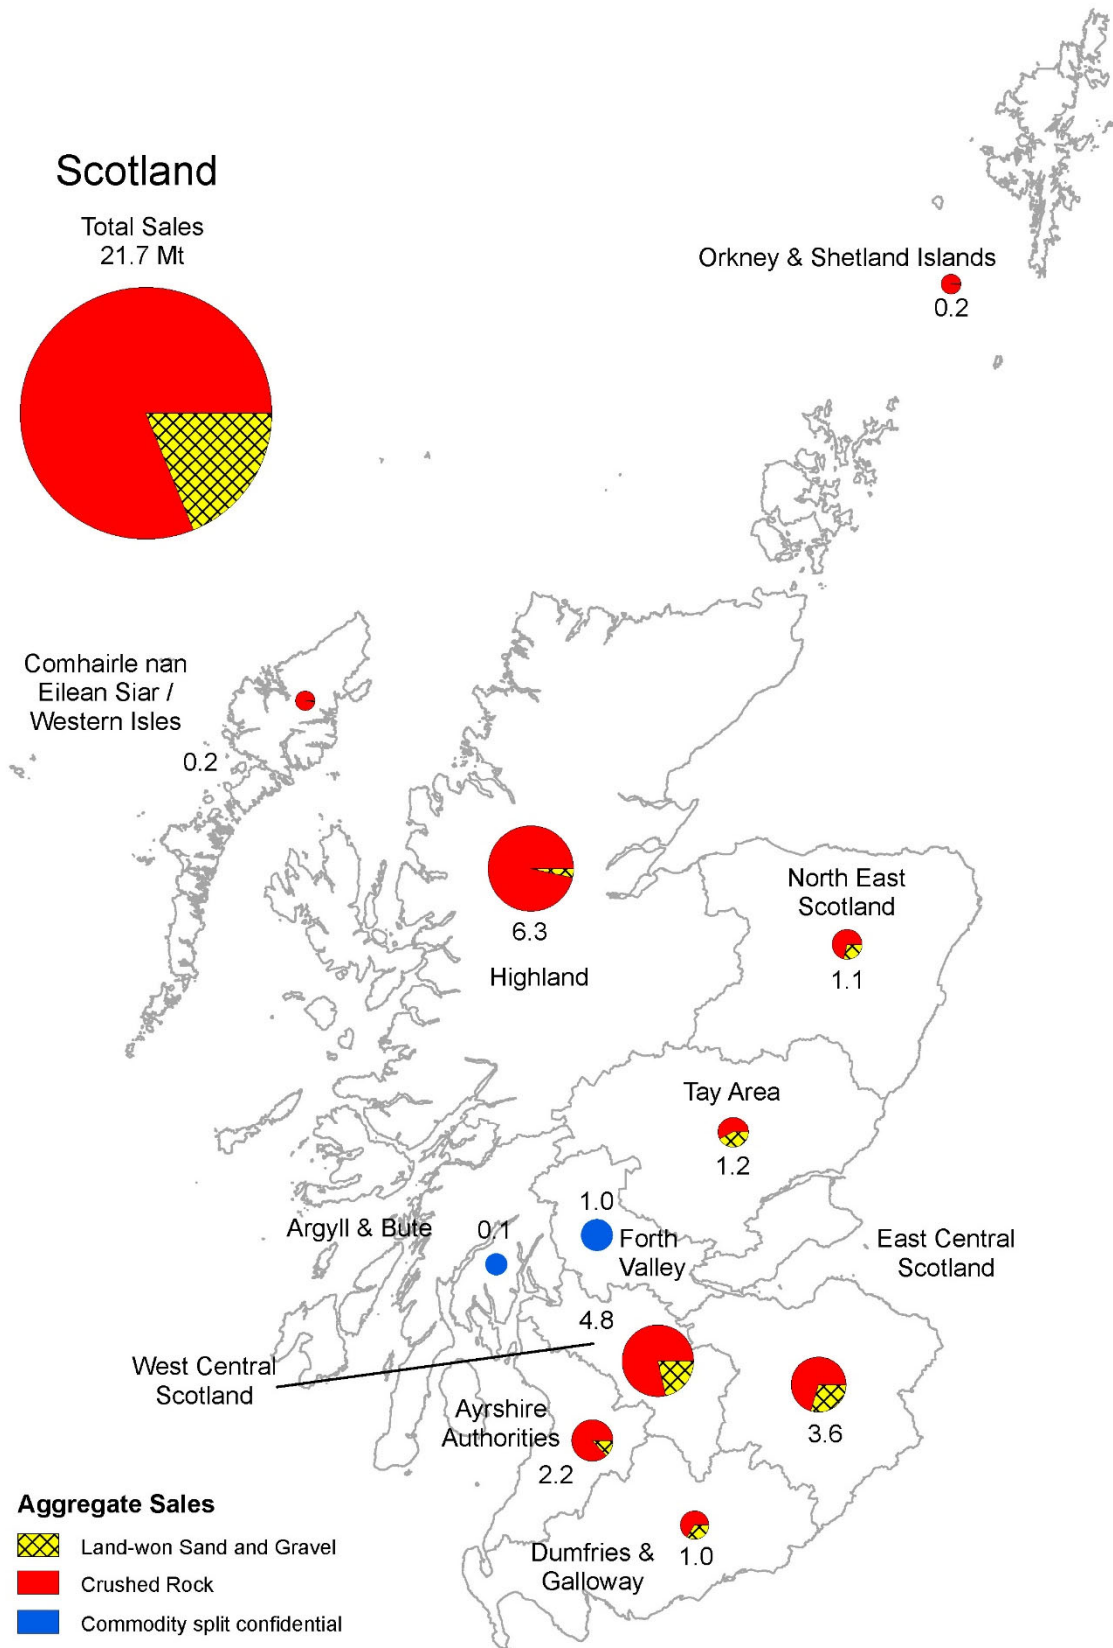 Scotland
Total Sales
21.7 Mt
Orkney & Shetland Islands
0.2
Comhairle nan
Eilean Siar /
Western Isles
0.2
6.3
Highland
North East
Scotland
1.1
Tay Area
1.2
Argyll & Bute
0.1
1.0
Forth
Valley
East Central
Scotland
3.6
4.8
West Central
Scotland
Ayrshire
Authorities
2.2
Dumfries &
Galloway
1.0
Aggregate Sales
Land-won Sand and Gravel
Crushed Rock
Commodity split confidential